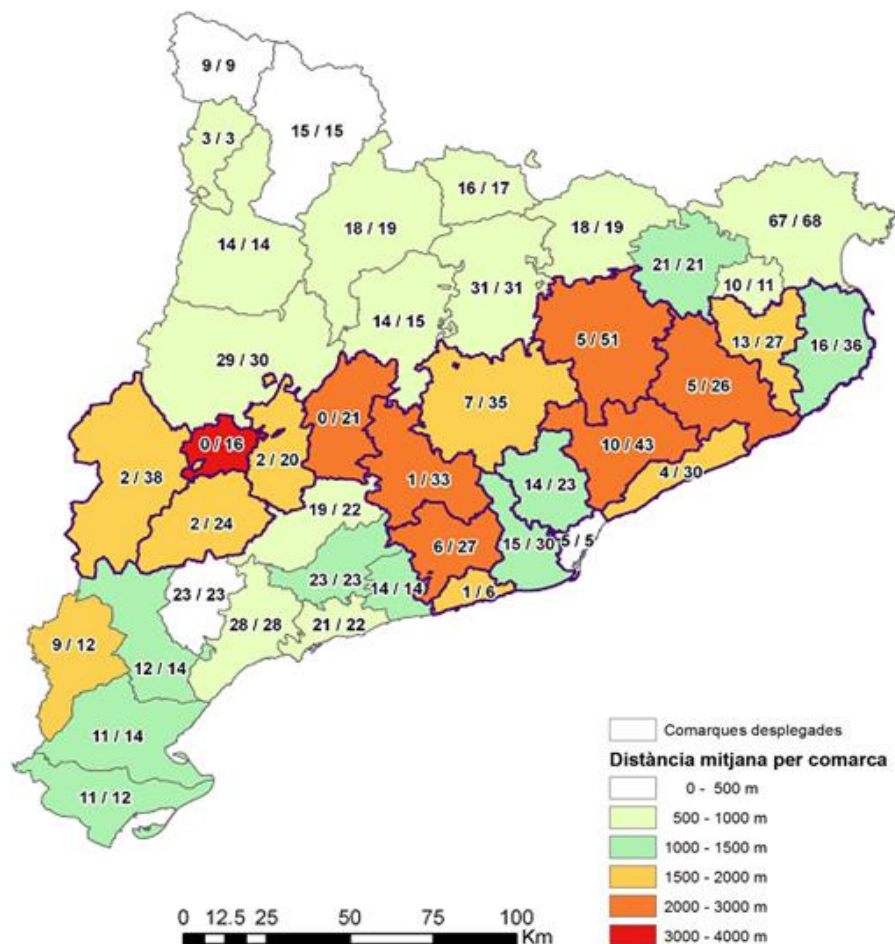 9 / 9
15 / 15
3 / 3
16 / 17
14 / 14
18 / 19
18 / 19
67 / 68
21 / 21
31 / 31
10 / 11
14 / 15
5 / 51
13 / 27
16 / 36
29 / 30
5 / 26
7 / 35
0 / 21
0 / 16
10 / 43
2 / 38
2 / 20
1 / 33
14 / 23
4 / 30
19 / 22
2 / 24
6 / 27
15 / 30
5 / 5
23 / 23
23 / 23
14 / 14
1 / 6
28 / 28
21 / 22
9 / 12
12 / 14
11 / 14
11 / 12
Comarques desplegades
Distància mitjana per comarca
0 - 500 m
500 - 1000 m
1000 - 1500 m
1500 - 2000 m
2000 - 3000 m
3000 - 4000 m
0 12.5 25 50 75 100
Km